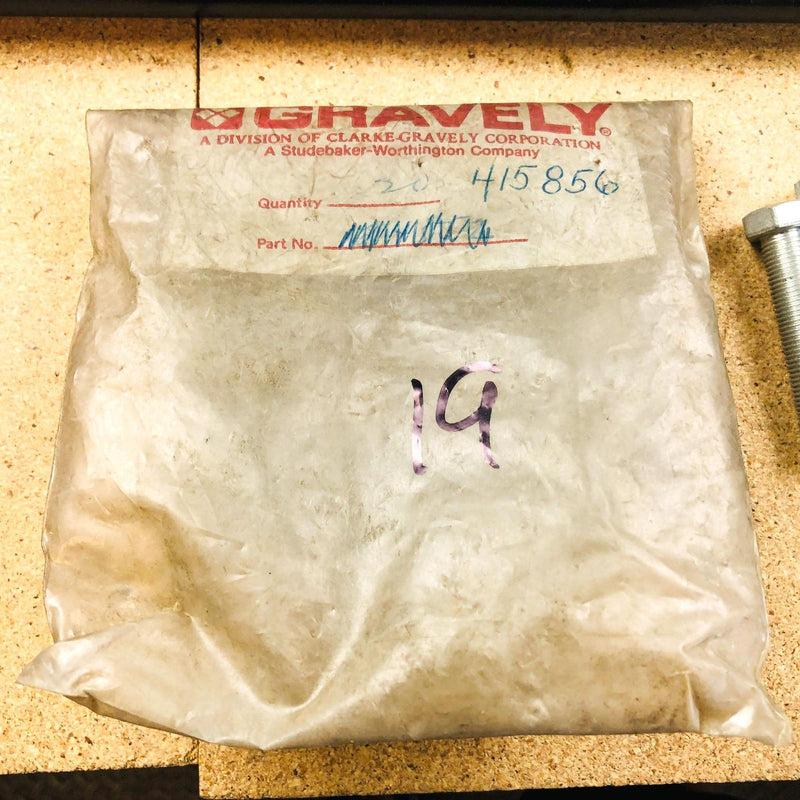 GRAVELY®
A DIVISION OF CLARKE-GRAVELY CORPORATION
A Studebaker-Worthington Company
Quantity 20 415856
Part No.
19